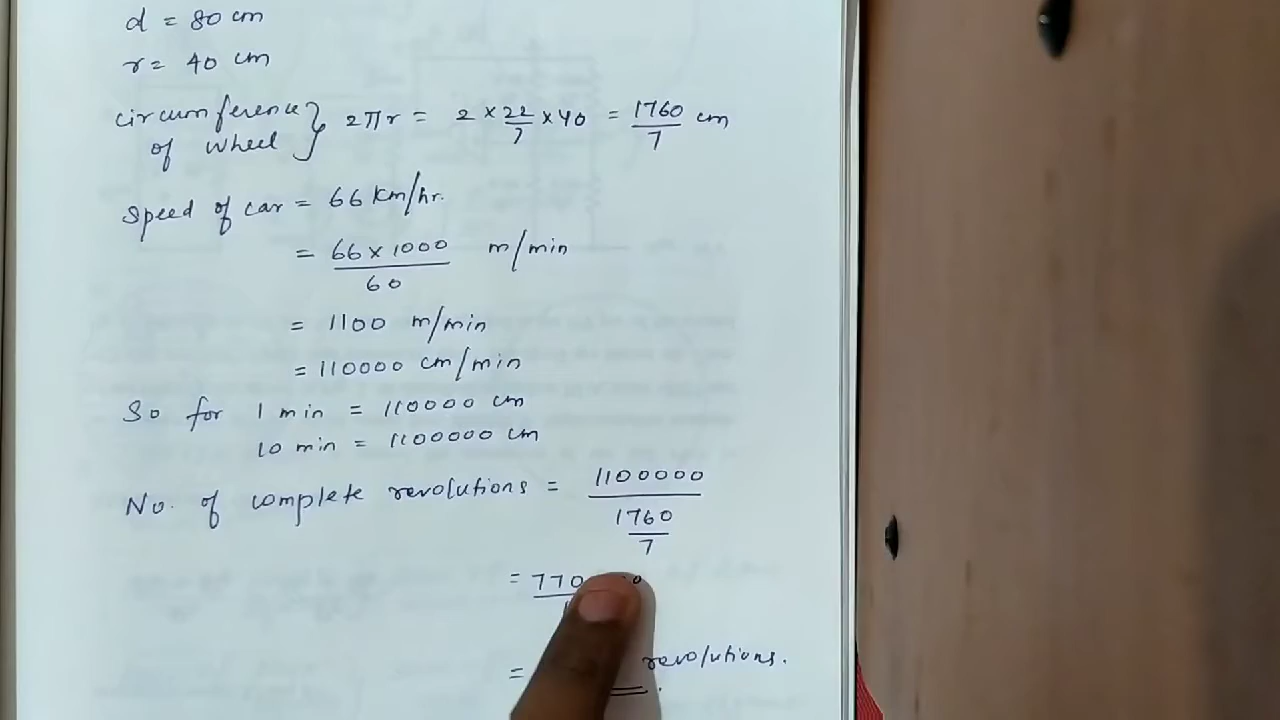 d = 80 cm
r = 40 cm
circumference of wheel } 2πr = 2 × 22/7 × 40 = 1760/7 cm
Speed of car = 66 km/hr.
= 66 × 1000 / 60 m/min
= 1100 m/min
= 110000 cm/min
So for 1 min = 110000 cm
10 min = 1100000 cm
No. of complete revolutions = 1100000 / 1760/7
= 770
= revolutions.